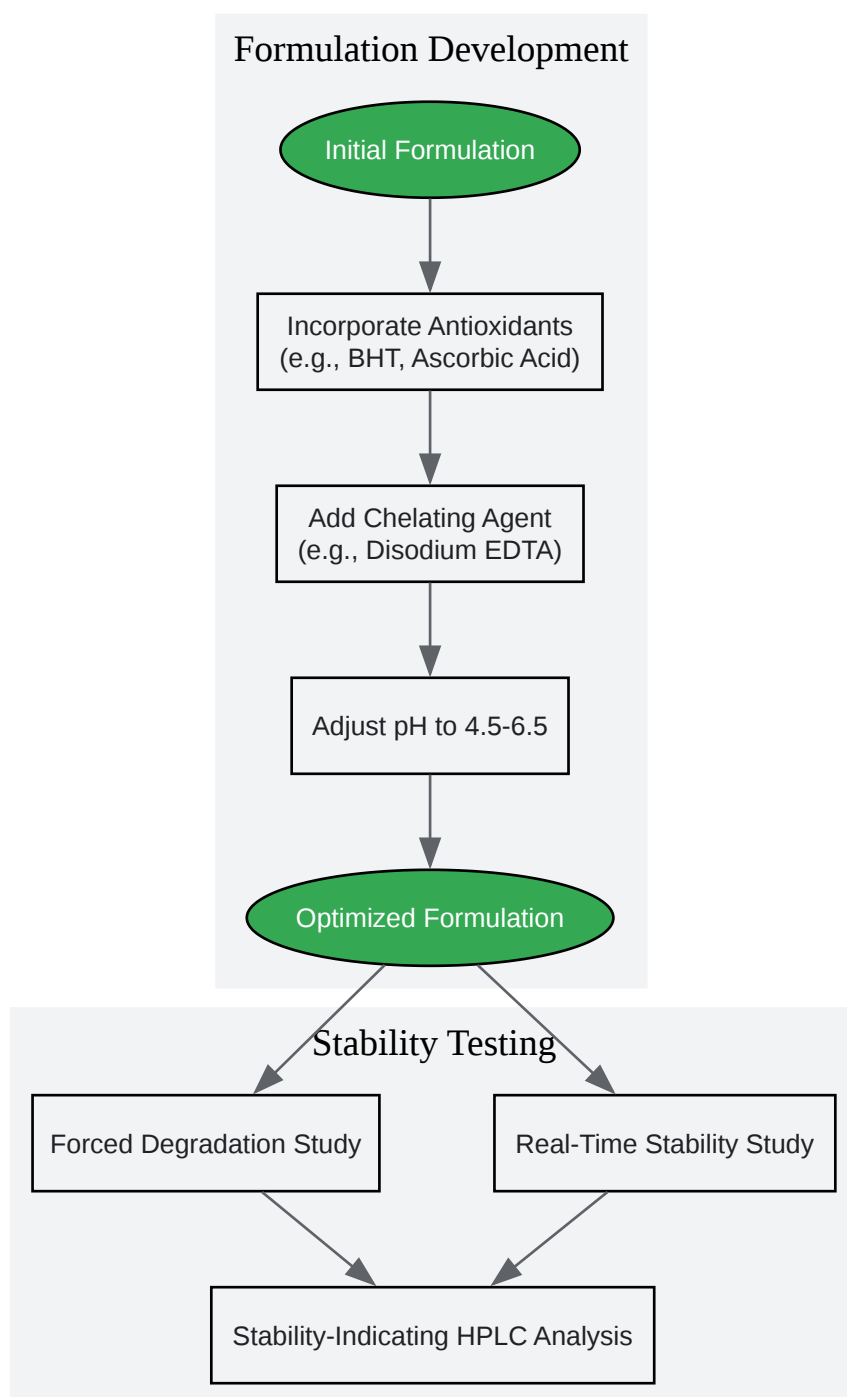 Formulation Development
Initial Formulation
Incorporate Antioxidants
(e.g., BHT, Ascorbic Acid)
Add Chelating Agent
(e.g., Disodium EDTA)
Adjust pH to 4.5-6.5
Optimized Formulation
Stability Testing
Forced Degradation Study
Real-Time Stability Study
Stability-Indicating HPLC Analysis